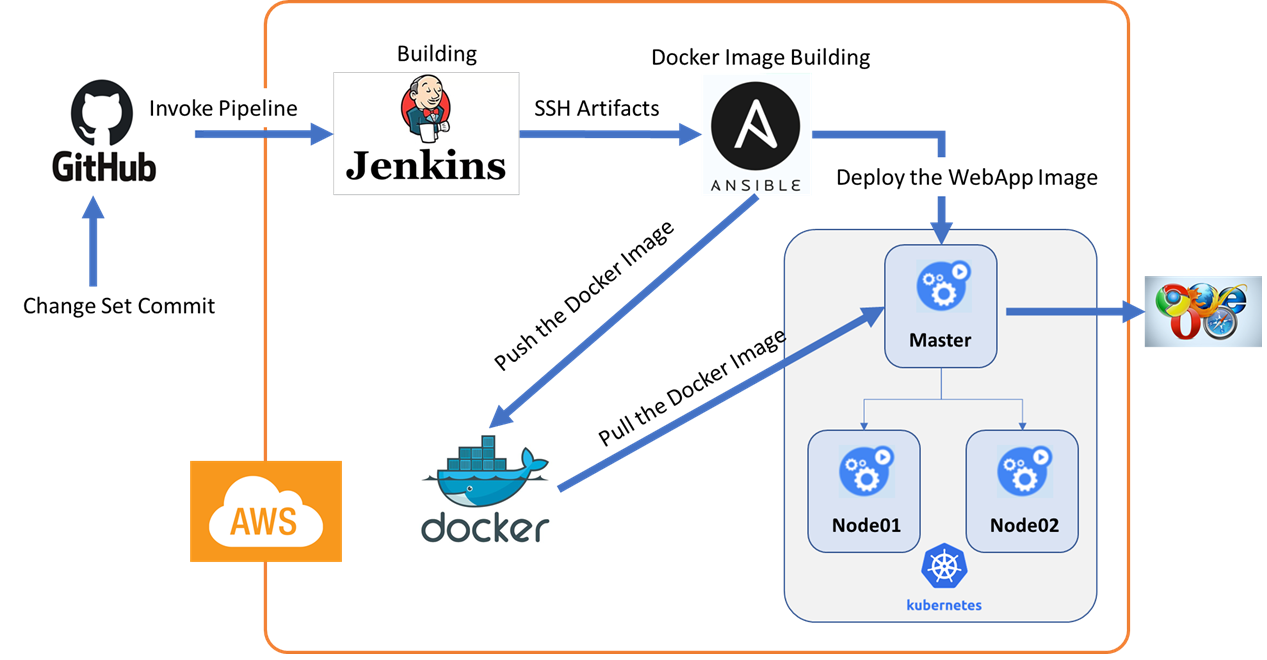 Building
Docker Image Building
Invoke Pipeline
SSH Artifacts
GitHub
Jenkins
ANSIBLE
Deploy the WebApp Image
Change Set Commit
Push the Docker Image
Pull the Docker Image
Master
AWS
docker
Node01
Node02
kubernetes